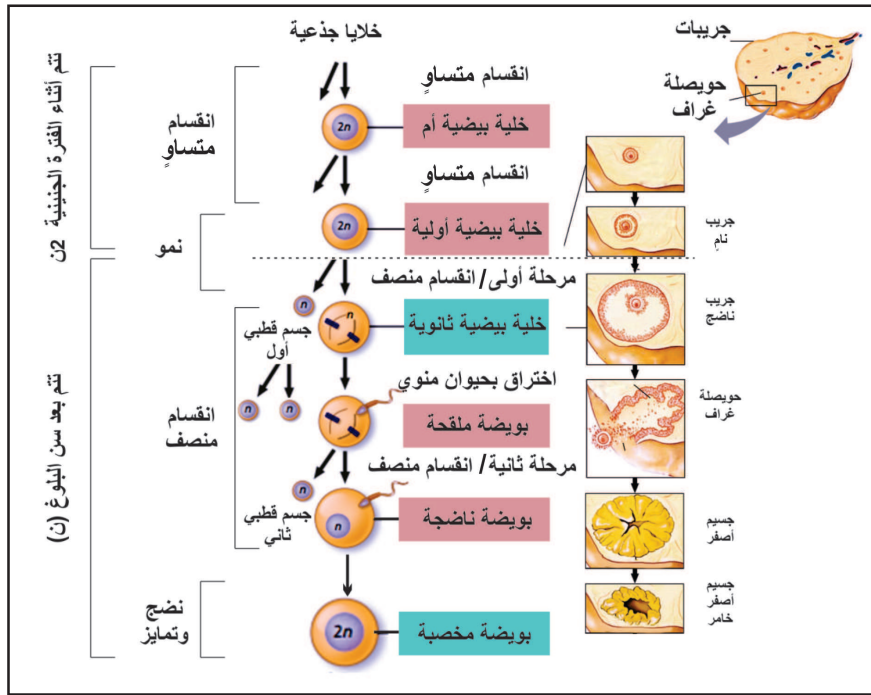 خلايا جذعية
انقسام متساوٍ
خلية بيضية أم
2n
انقسام متساوٍ
خلية بيضية أولية
2n
مرحلة أولى/ انقسام منصف
خلية بيضية ثانوية
n
n
جسم قطبي
أول
n
n
اختراق بحيوان منوي
بويضة ملقحة
مرحلة ثانية/ انقسام منصف
n
جسم قطبي
ثاني
بويضة ناضجة
n
بويضة مخصبة
2n
جريبات
حويصلة
غراف
جريب
نامٍ
جريب
ناضج
حويصلة
غراف
جسيم
أصفر
جسيم
أصفر
خامر
انقسام
متساوٍ
نمو
انقسام
منصف
نضج
وتمايز
تتم أثناء الفترة الجنينية 2ن
تتم بعد سن البلوغ (ن)